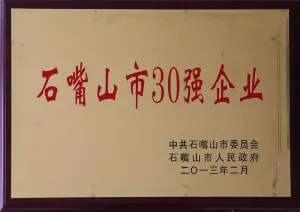 石嘴山市30强企业
中共石嘴山市委员会
石嘴山市人民政府
二〇一三年二月